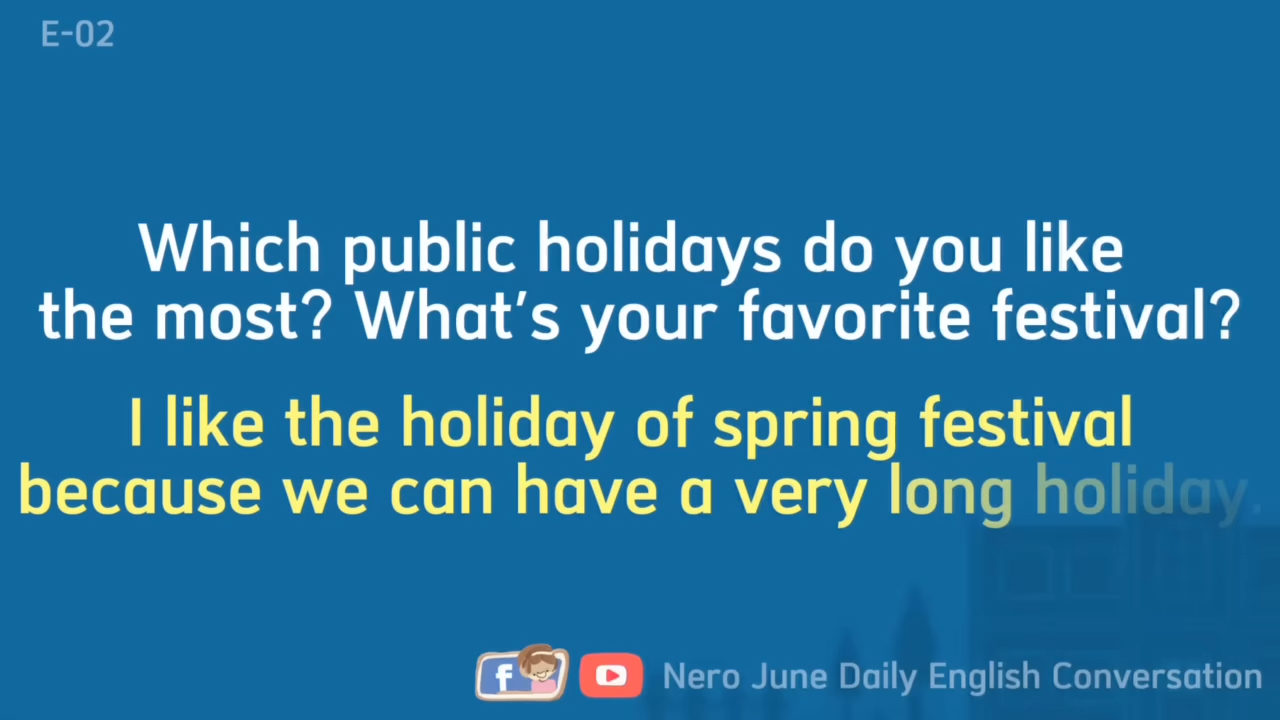 E-02
Which public holidays do you like
the most? What's your favorite festival?
I like the holiday of spring festival
because we can have a very long holiday.
f
Nero June Daily English Conversation